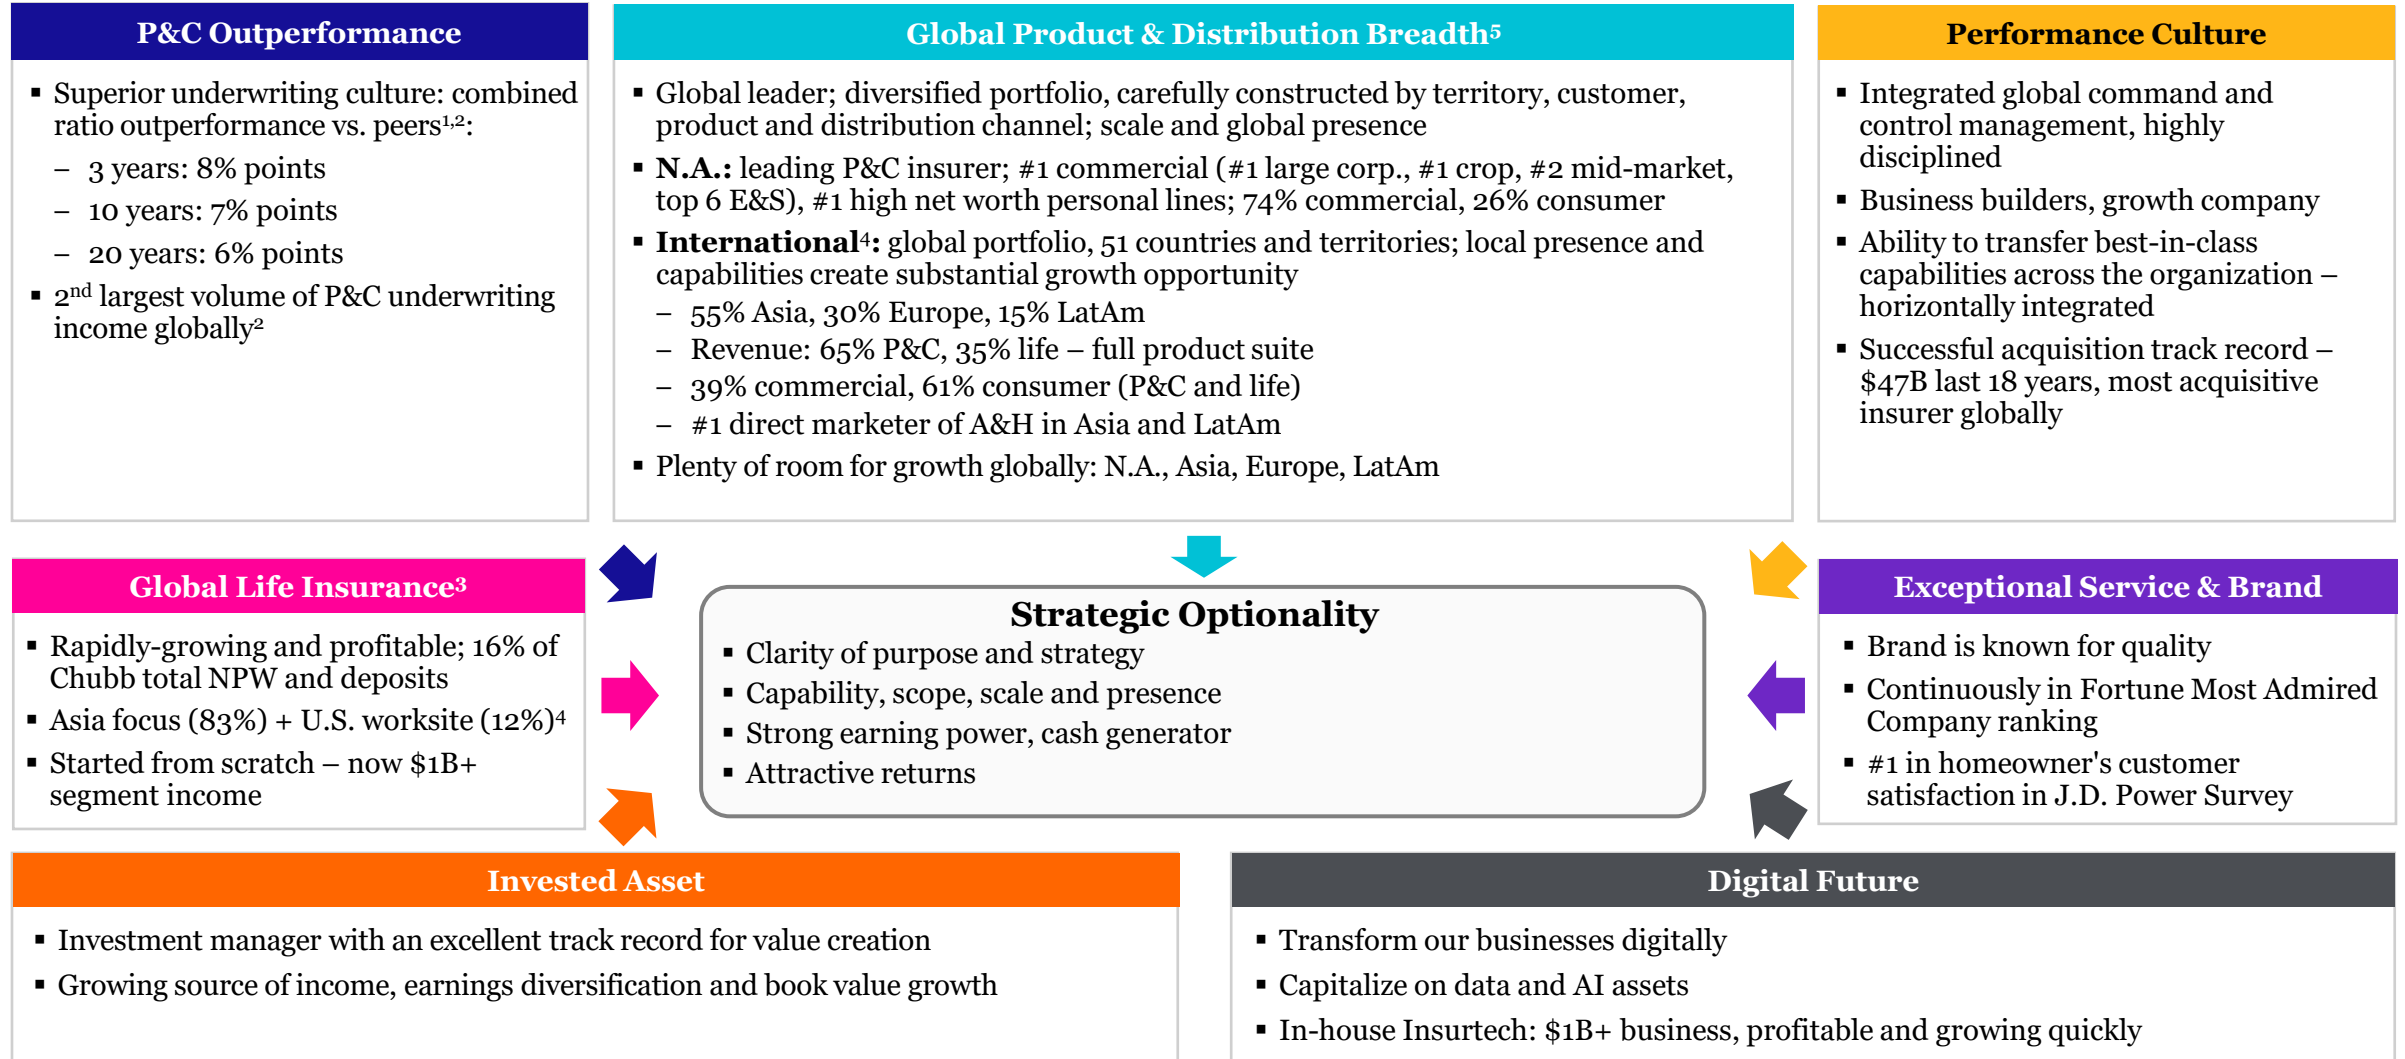 P&C Outperformance
▪ Superior underwriting culture: combined
ratio outperformance vs. peers¹,²:
– 3 years: 8% points
– 10 years: 7% points
– 20 years: 6% points
▪ 2nd largest volume of P&C underwriting
income globally²
Global Product & Distribution Breadth⁵
▪ Global leader; diversified portfolio, carefully constructed by territory, customer,
product and distribution channel; scale and global presence
▪ N.A.: leading P&C insurer; #1 commercial (#1 large corp., #1 crop, #2 mid-market,
top 6 E&S), #1 high net worth personal lines; 74% commercial, 26% consumer
▪ International⁴: global portfolio, 51 countries and territories; local presence and
capabilities create substantial growth opportunity
– 55% Asia, 30% Europe, 15% LatAm
– Revenue: 65% P&C, 35% life – full product suite
– 39% commercial, 61% consumer (P&C and life)
– #1 direct marketer of A&H in Asia and LatAm
▪ Plenty of room for growth globally: N.A., Asia, Europe, LatAm
Performance Culture
▪ Integrated global command and
control management, highly
disciplined
▪ Business builders, growth company
▪ Ability to transfer best-in-class
capabilities across the organization –
horizontally integrated
▪ Successful acquisition track record –
$47B last 18 years, most acquisitive
insurer globally
Global Life Insurance³
▪ Rapidly-growing and profitable; 16% of
Chubb total NPW and deposits
▪ Asia focus (83%) + U.S. worksite (12%)⁴
▪ Started from scratch – now $1B+
segment income
Strategic Optionality
▪ Clarity of purpose and strategy
▪ Capability, scope, scale and presence
▪ Strong earning power, cash generator
▪ Attractive returns
Exceptional Service & Brand
▪ Brand is known for quality
▪ Continuously in Fortune Most Admired
Company ranking
▪ #1 in homeowner's customer
satisfaction in J.D. Power Survey
Invested Asset
▪ Investment manager with an excellent track record for value creation
▪ Growing source of income, earnings diversification and book value growth
Digital Future
▪ Transform our businesses digitally
▪ Capitalize on data and AI assets
▪ In-house Insurtech: $1B+ business, profitable and growing quickly